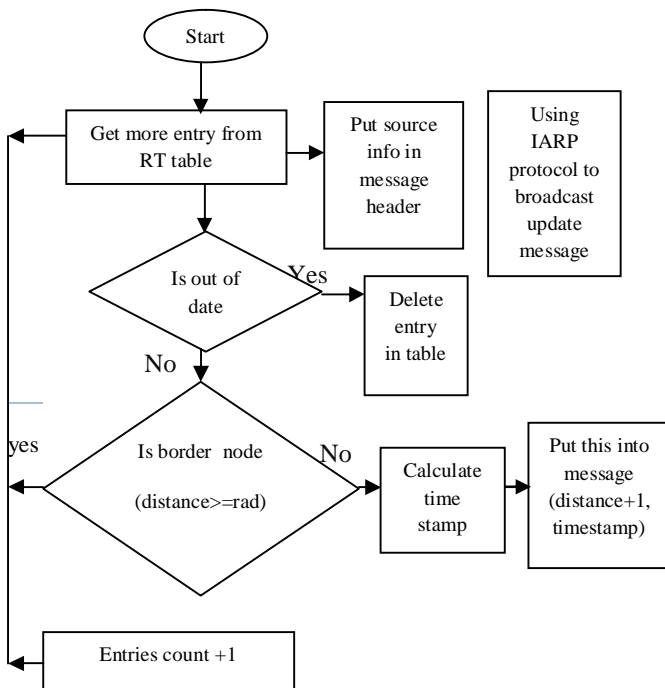 Start
Get more entry from
RT table
Put source
info in
message
header
Using
IARP
protocol to
broadcast
update
message
Is out of
date
Yes
Delete
entry
in table
No
yes
Is border node
(distance>=rad)
No
Calculate
time
stamp
Put this into
message
(distance+1,
timestamp)
Entries count +1